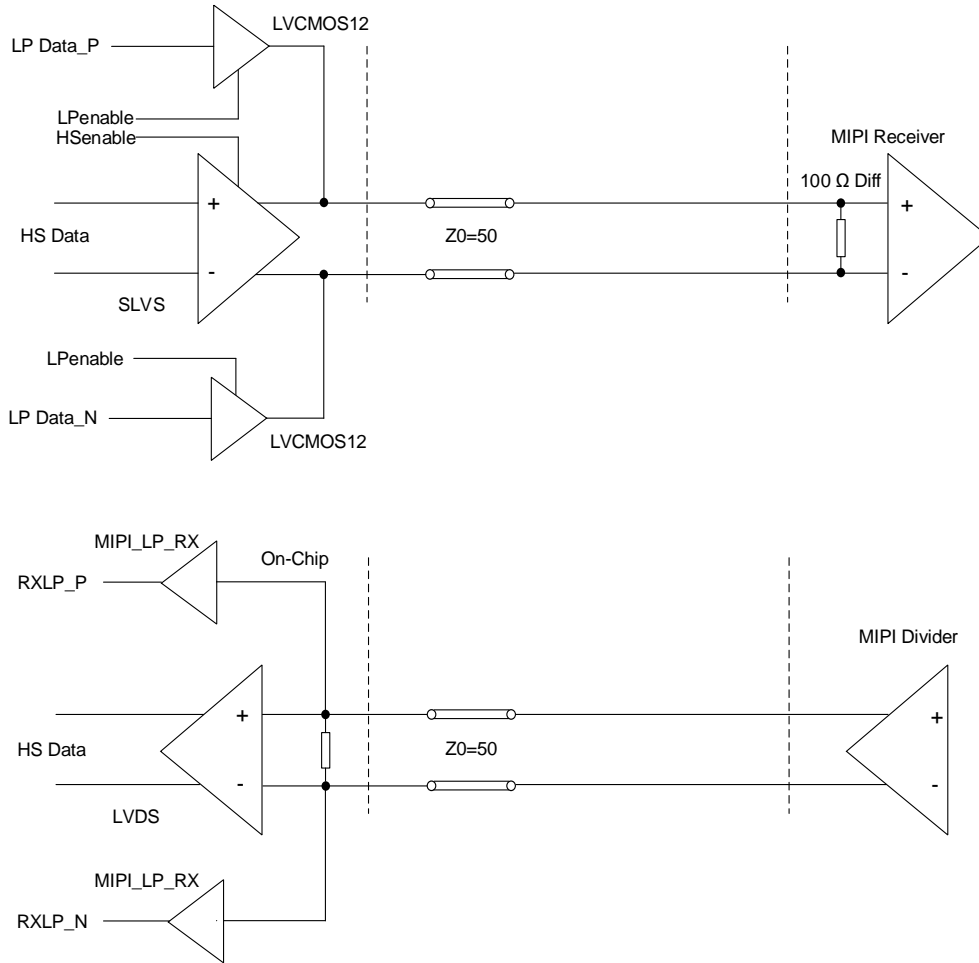 LVCMOS12
LP Data_P
LPenable
HSenable
MIPI Receiver
100 Ω Diff
+
+
HS Data
Z0=50
-
-
SLVS
LPenable
LP Data_N
LVCMOS12
MIPI_LP_RX
On-Chip
RXLP_P
MIPI Divider
+
+
HS Data
Z0=50
-
-
LVDS
MIPI_LP_RX
RXLP_N